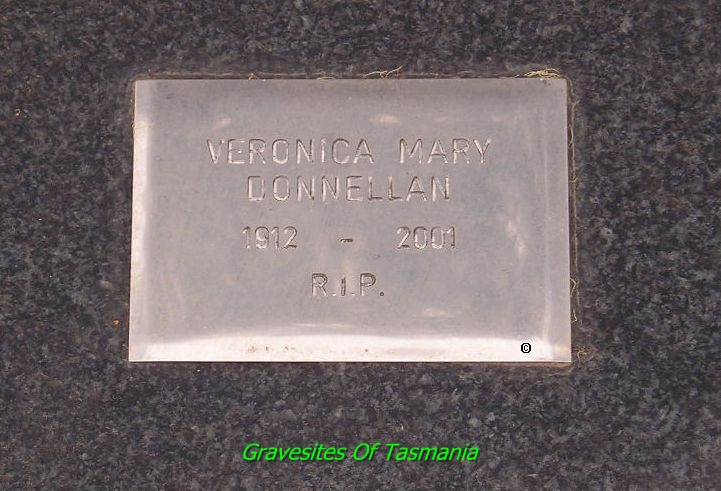 VERONICA MARY
DONNELLAN
1912 - 2001
R.I.P.
©
Gravesites Of Tasmania